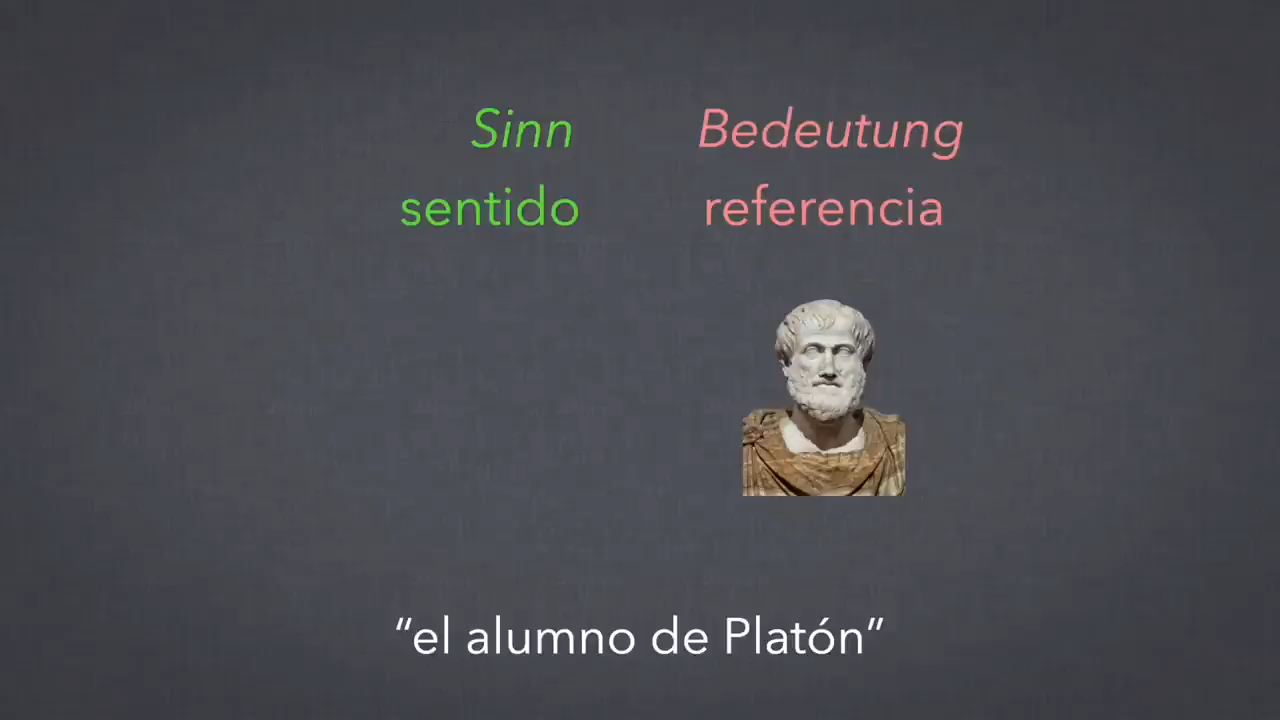 Sinn Bedeutung
sentido referencia
“el alumno de Platón”